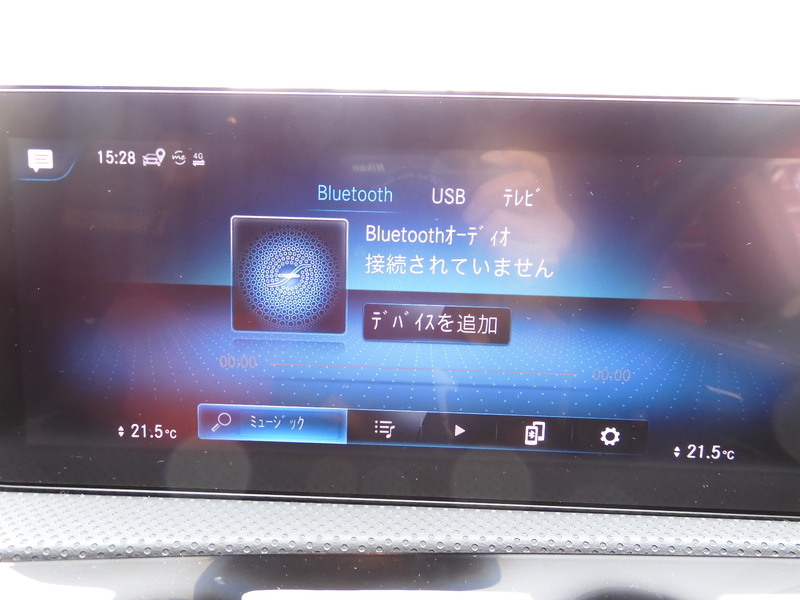 15:28 me 4G
Bluetooth USB ﾃﾚﾋﾞ
Bluetoothｵｰﾃﾞｨｵ
接続されていません
ﾃﾞﾊﾞｲｽを追加
00:00 00:00
21.5℃ ﾐｭｰｼﾞｯｸ 21.5℃
Nikon